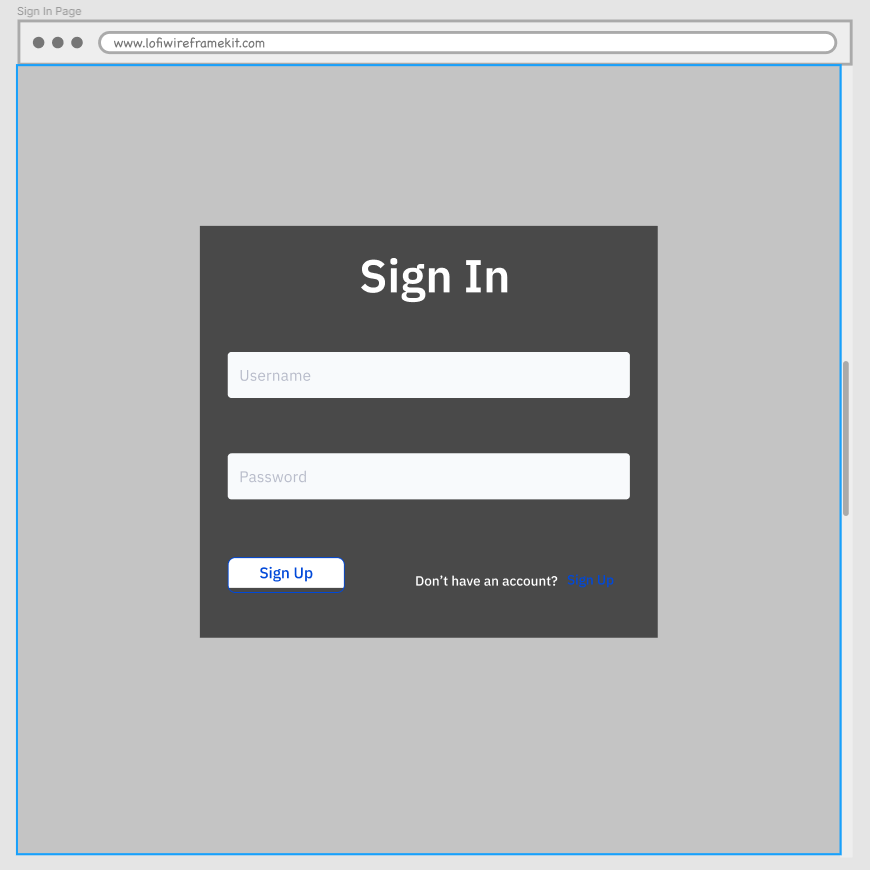 Sign In Page
www.lofiwireframekit.com
Sign In
Username
Password
Sign Up
Don’t have an account? Sign Up